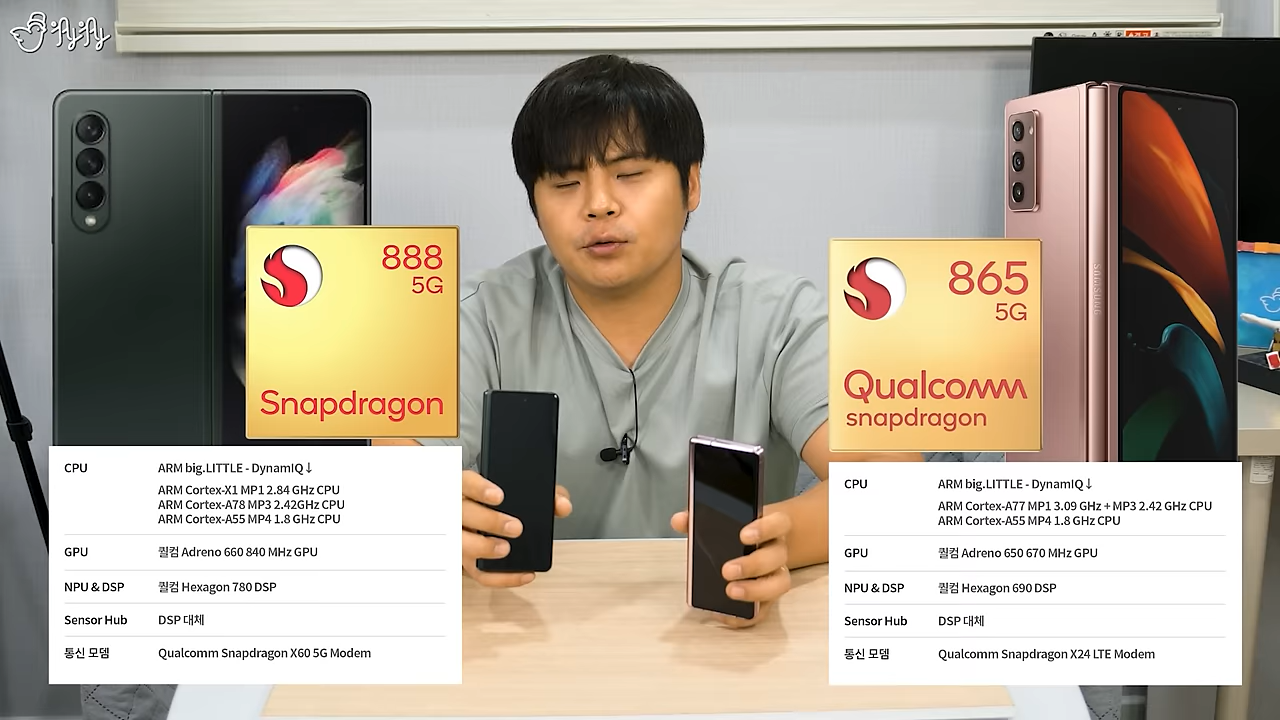 888
5G
Snapdragon
CPU ARM big.LITTLE - DynamIQ↓
ARM Cortex-X1 MP1 2.84 GHz CPU
ARM Cortex-A78 MP3 2.42GHz CPU
ARM Cortex-A55 MP4 1.8 GHz CPU
GPU 퀄컴 Adreno 660 840 MHz GPU
NPU & DSP 퀄컴 Hexagon 780 DSP
Sensor Hub DSP 대체
통신 모뎀 Qualcomm Snapdragon X60 5G Modem
SAMSUNG
865
5G
Qualcomm
snapdragon
CPU ARM big.LITTLE - DynamIQ↓
ARM Cortex-A77 MP1 3.09 GHz + MP3 2.42 GHz CPU
ARM Cortex-A55 MP4 1.8 GHz CPU
GPU 퀄컴 Adreno 650 670 MHz GPU
NPU & DSP 퀄컴 Hexagon 690 DSP
Sensor Hub DSP 대체
통신 모뎀 Qualcomm Snapdragon X24 LTE Modem